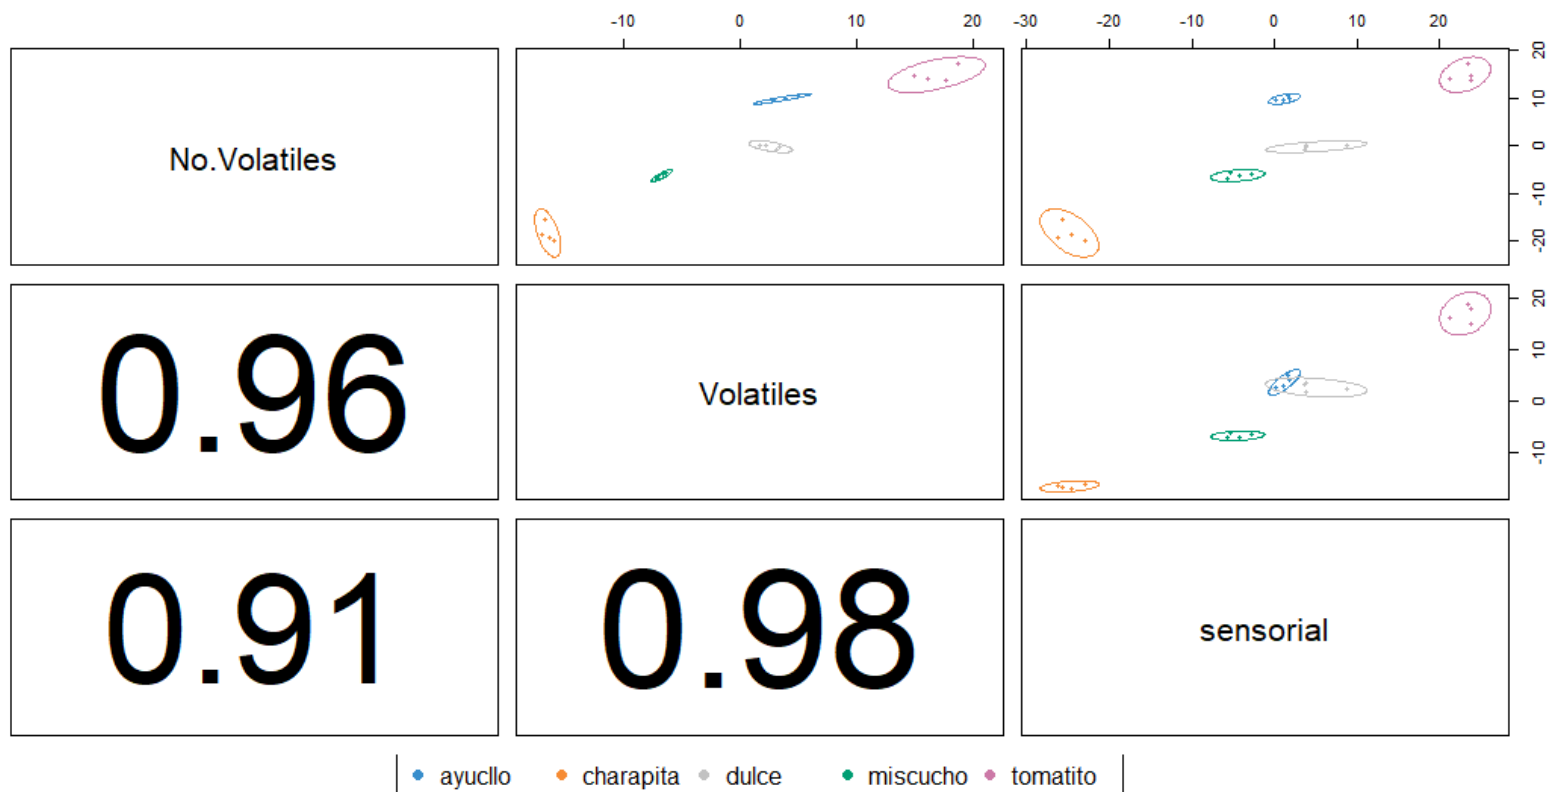 -10 0 10 20 -30 -20 -10 0 10 20
20
10
0
-10
-20
No.Volatiles
20
10
0
-10
0.96
Volatiles
0.91
0.98
sensorial
ayucllo charapita dulce miscucho tomatito